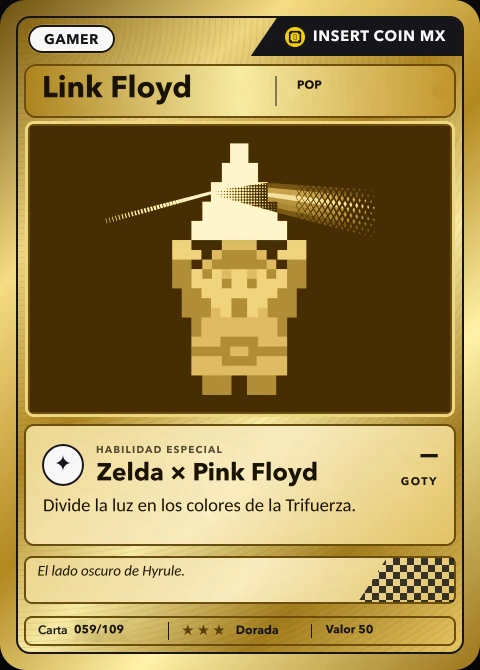 GAMER
INSERT COIN MX
Link Floyd
POP
HABILIDAD ESPECIAL
Zelda × Pink Floyd
—
GOTY
Divide la luz en los colores de la Trifuerza.
El lado oscuro de Hyrule.
Carta 059/109
★ ★ ★ Dorada
Valor 50